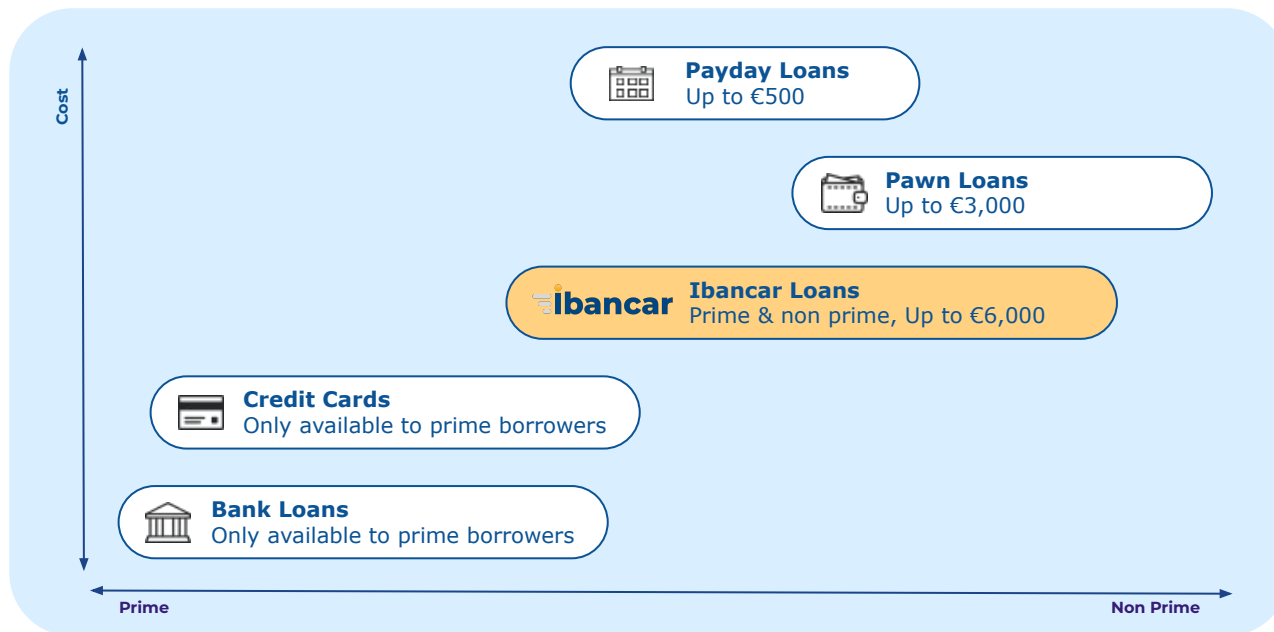 Cost
Payday Loans
Up to €500
Pawn Loans
Up to €3,000
ibancar
Ibancar Loans
Prime & non prime, Up to €6,000
Credit Cards
Only available to prime borrowers
Bank Loans
Only available to prime borrowers
Prime
Non Prime